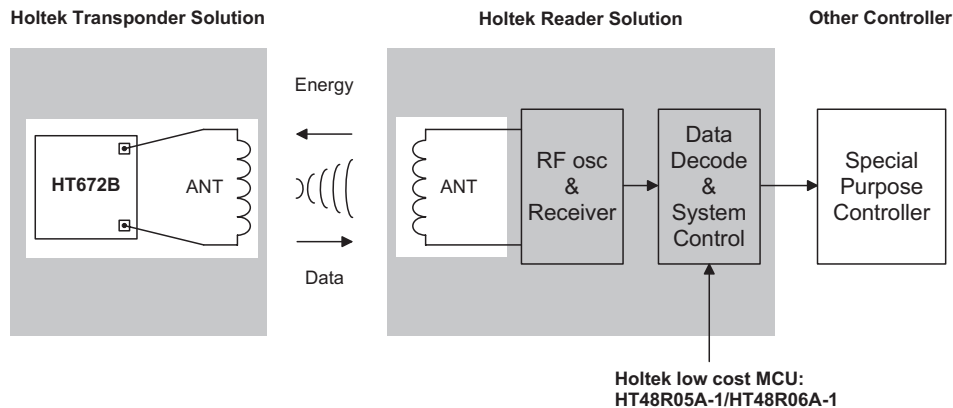 Holtek Transponder Solution
Holtek Reader Solution
Other Controller
Energy
HT672B
ANT
Data
ANT
RF osc
&
Receiver
Data
Decode
&
System
Control
Special
Purpose
Controller
Holtek low cost MCU:
HT48R05A-1/HT48R06A-1